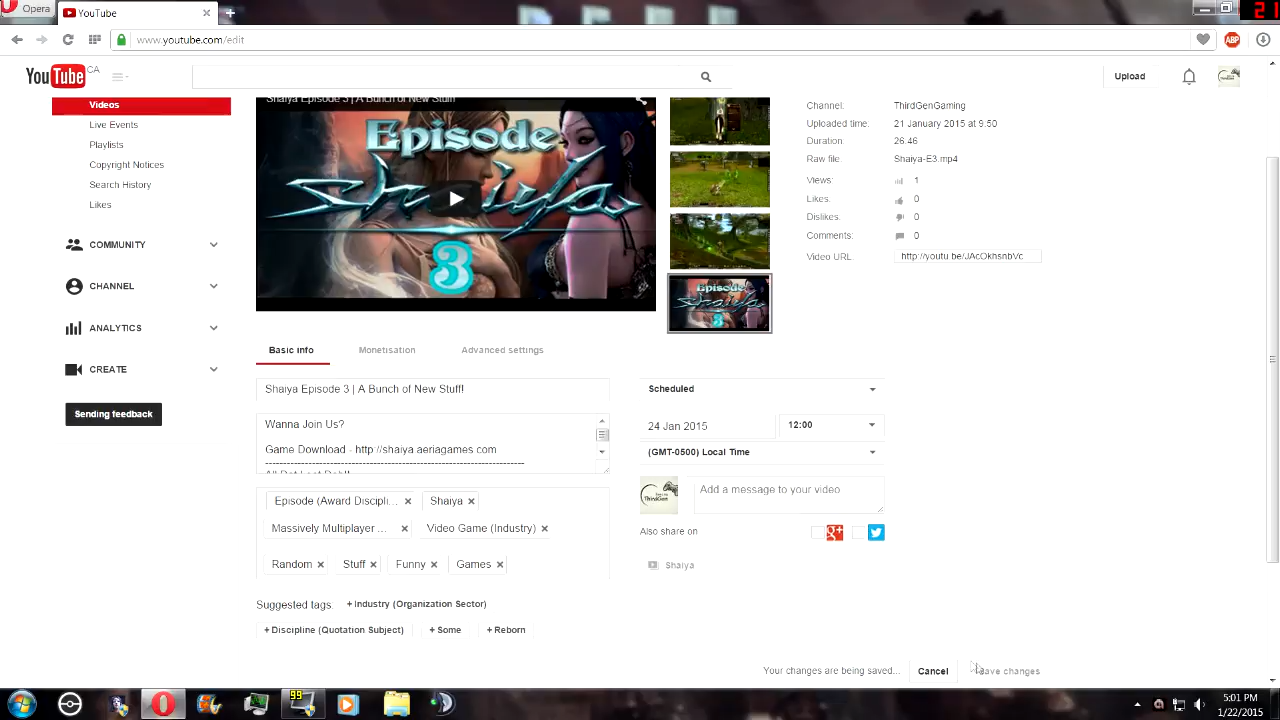 Opera
YouTube
21
www.youtube.com/edit
ABP
YouTube CA
Upload
Videos
Live Events
Playlists
Copyright Notices
Search History
Likes
COMMUNITY
CHANNEL
ANALYTICS
CREATE
Sending feedback
Shaiya Episode 3 | A Bunch of New Stuff!
Episode
Shaiya
3
Episode
Shaiya
3
Channel: ThirdGenGaming
Uploaded time: 21 January 2015 at 9:50
Duration: 26:46
Raw file: Shaiya-E3.mp4
Views: 1
Likes: 0
Dislikes: 0
Comments: 0
Video URL: http://youtu.be/JAcOkhsnbVc
Basic info Monetisation Advanced settings
Shaiya Episode 3 | A Bunch of New Stuff!
Wanna Join Us?
Game Download - http://shaiya.aeriagames.com
--------------------------------------------------------------------------
Episode (Award Discipli... Shaiya
Massively Multiplayer ... Video Game (Industry)
Random Stuff Funny Games
Suggested tags: + Industry (Organization Sector)
+ Discipline (Quotation Subject) + Some + Reborn
Scheduled
24 Jan 2015 12:00
(GMT-0500) Local Time
ThirdGen
Add a message to your video
Also share on
Shaiya
Your changes are being saved... Cancel Save changes
99
5:01 PM
1/22/2015